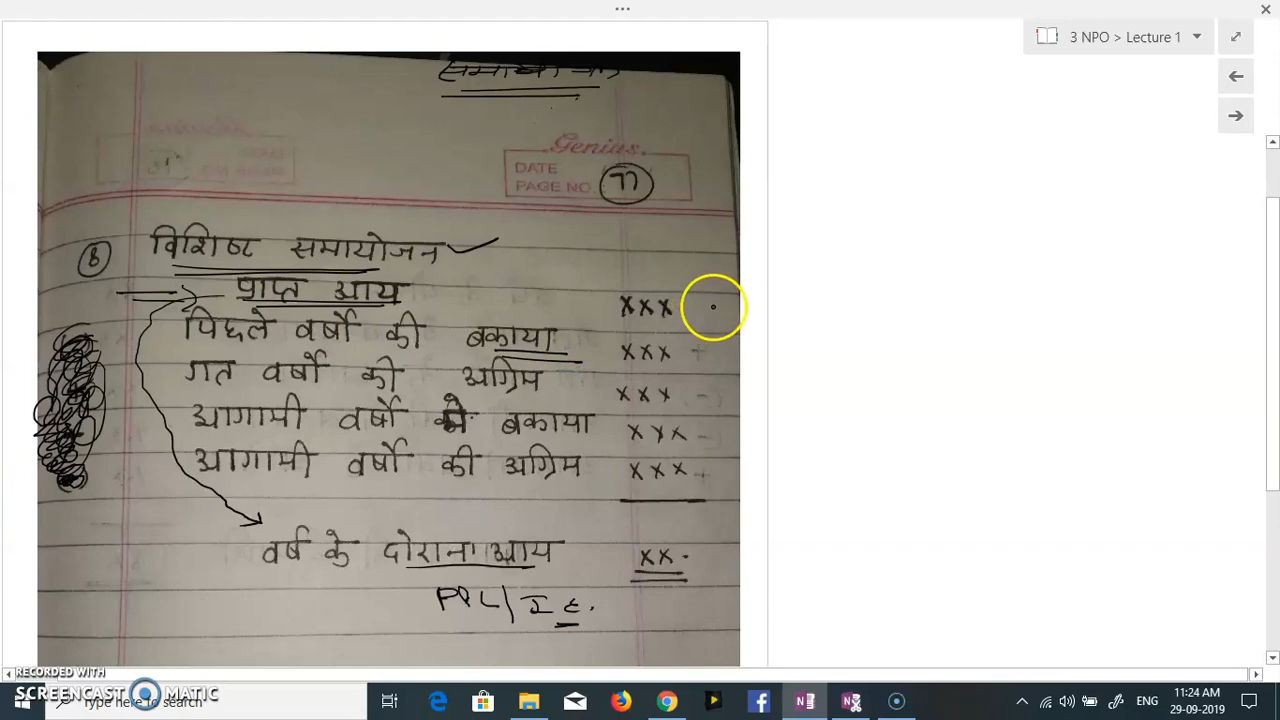 3 NPO > Lecture 1
Genius.
DATE
PAGE NO. 77
8 विशिष्ट समायोजन
प्राप्त आय xxx
पिछले वर्षो की बकाया xxx +
गत वर्षो की अग्रिम xxx -
आगामी वर्षो बकाया xxx -
आगामी वर्षो की अग्रिम xxx +
वर्ष के दोराना आय xx
P&L/I E.
RECORDED WITH
SCREENCAST MATIC
Type here to search
ENG
11:24 AM
29-09-2019